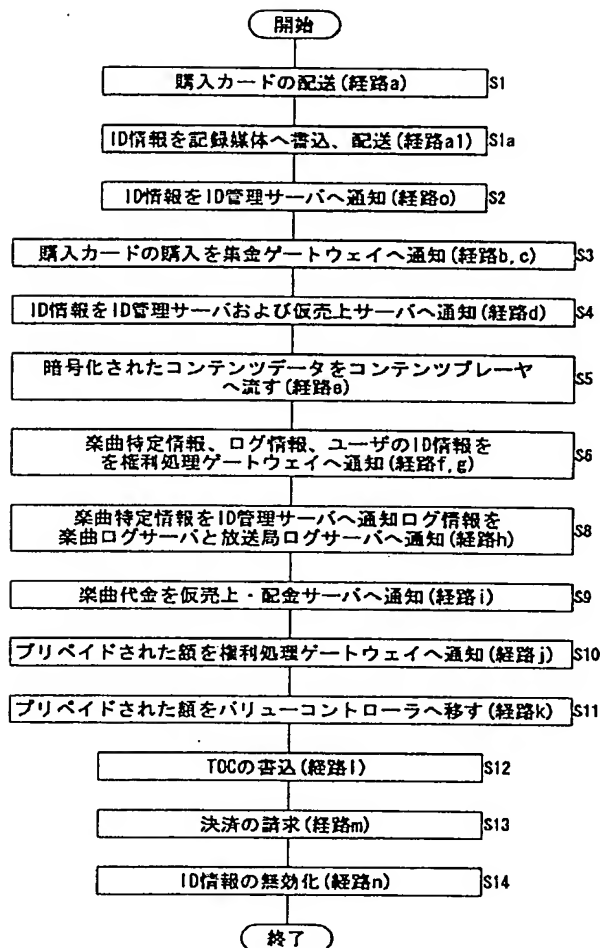 開始
購入カードの配送(経路a) S1
ID情報を記録媒体へ書込、配送(経路a1) S1a
ID情報をID管理サーバへ通知(経路o) S2
購入カードの購入を集金ゲートウェイへ通知(経路b,c) S3
ID情報をID管理サーバおよび仮売上サーバへ通知(経路d) S4
暗号化されたコンテンツデータをコンテンツプレーヤ
へ流す(経路e) S5
楽曲特定情報、ログ情報、ユーザのID情報を
を権利処理ゲートウェイへ通知(経路f,g) S6
楽曲特定情報をID管理サーバへ通知ログ情報を
楽曲ログサーバと放送局ログサーバへ通知(経路h) S8
楽曲代金を仮売上・配金サーバへ通知(経路i) S9
プリペイドされた額を権利処理ゲートウェイへ通知(経路j) S10
プリペイドされた額をバリューコントローラへ移す(経路k) S11
TOCの書込(経路l) S12
決済の請求(経路m) S13
ID情報の無効化(経路n) S14
終了